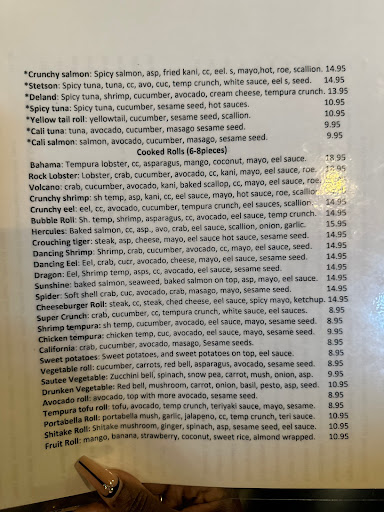 *Crunchy salmon: Spicy salmon, asp, fried kani, cc, eel. s, mayo,hot, roe, scallion. 14.95
*Stetson: Spicy tuna, tuna, cc, avo, cuc, temp crunch, white sauce, eel s, seed. 14.95
*Deland: Spicy tuna, shrimp, cucumber, avocado, cream cheese, tempura crunch. 13.95
*Spicy tuna: Spicy tuna, cucumber, sesame seed, hot sauces. 10.95
*Yellow tail roll: yellowtail, cucumber, sesame seed, scallion. 10.95
*Cali tuna: tuna, avocado, cucumber, masago sesame seed. 9.95
*Cali salmon: salmon, avocado, cucumber, masago, sesame seed. 9.95
Cooked Rolls (6-8pieces)
Bahama: Tempura lobster, cc, asparagus, mango, coconut, mayo, eel sauce. 18.95
Rock Lobster: Lobster, crab, cucumber, avocado, cc, kani, mayo, eel sauce, roe.
Volcano: crab, cucumber, avocado, kani, baked scallop, cc, mayo, eel sauce, roe.
Crunchy shrimp: sh temp, asp, kani, cc, eel sauce, mayo, hot sauce, roe,
Crunchy eel: eel, cc, avocado, cucumber, tempura crunch, eel sauces, scallion. 14.95
Bubble Roll: Sh. temp, shrimp, asparagus, cc, avocado, eel sauce, temp crunch. 14.95
Hercules: Baked salmon, cc, asp., avo, crab, eel sauce, scallion, onion, garlic. 15.95
Crouching tiger: steak, asp, cheese, mayo, eel sauce hot sauce, sesame seed. 14.95
Dancing Shrimp: Shrimp, crab, cucumber, avocado, cc, mayo, eel sauce, seed. 14.95
Dancing Eel: Eel, crab, cucr, avocado, cheese, mayo, eel sauce, sesame seed. 14.95
Dragon: Eel, Shrimp temp, asps, cc, avocado, eel sauce, sesame seed. 14.95
Sunshine: baked salmon, seaweed, baked salmon on top, asp, mayo, eel sauce. 14.95
Spider: Soft shell crab, cuc, avocado, crab, masago, mayo, sesame seed. 14.95
Cheeseburger Roll: steak, cc, steak, ched cheese, eel sauce, spicy mayo, ketchup. 14.95
Super Crunch: crab, cucumber, cc, tempura crunch, white sauce, eel sauces. 8.95
Shrimp tempura: sh temp, cucumber, avocado, eel sauce, mayo, sesame seed. 8.95
Chicken tempura: chicken temp, cuc, avocado, eel sauce, mayo, sesame seed. 9.95
California: crab, cucumber, avocado, masago, Sesame seeds. 8.95
Sweet potatoes: Sweet potatoes, and sweet potatoes on top, eel sauce. 8.95
Vegetable roll: cucumber, carrots, red bell, asparagus, avocado, sesame seed. 8.95
Sautee Vegetable: Zucchini bell, spinach, snow pea, carrot, mush, onion, asp. 9.95
Drunken Vegetable: Red bell, mushroom, carrot, onion, basil, pesto, asp, seed. 10.95
Avocado roll: avocado, top with more avocado, sesame seed. 8.95
Tempura tofu roll: tofu, avocado, temp crunch, teriyaki sauce, mayo, sesame. 8.95
Portabella Roll: portabella mush, garlic, jalapeno, cc, temp crunch, teri sauce. 10.95
Shitake Roll: Shitake mushroom, ginger, spinach, asp, sesame seed, eel sauce. 10.95
Fruit Roll: mango, banana, strawberry, coconut, sweet rice, almond wrapped. 10.95